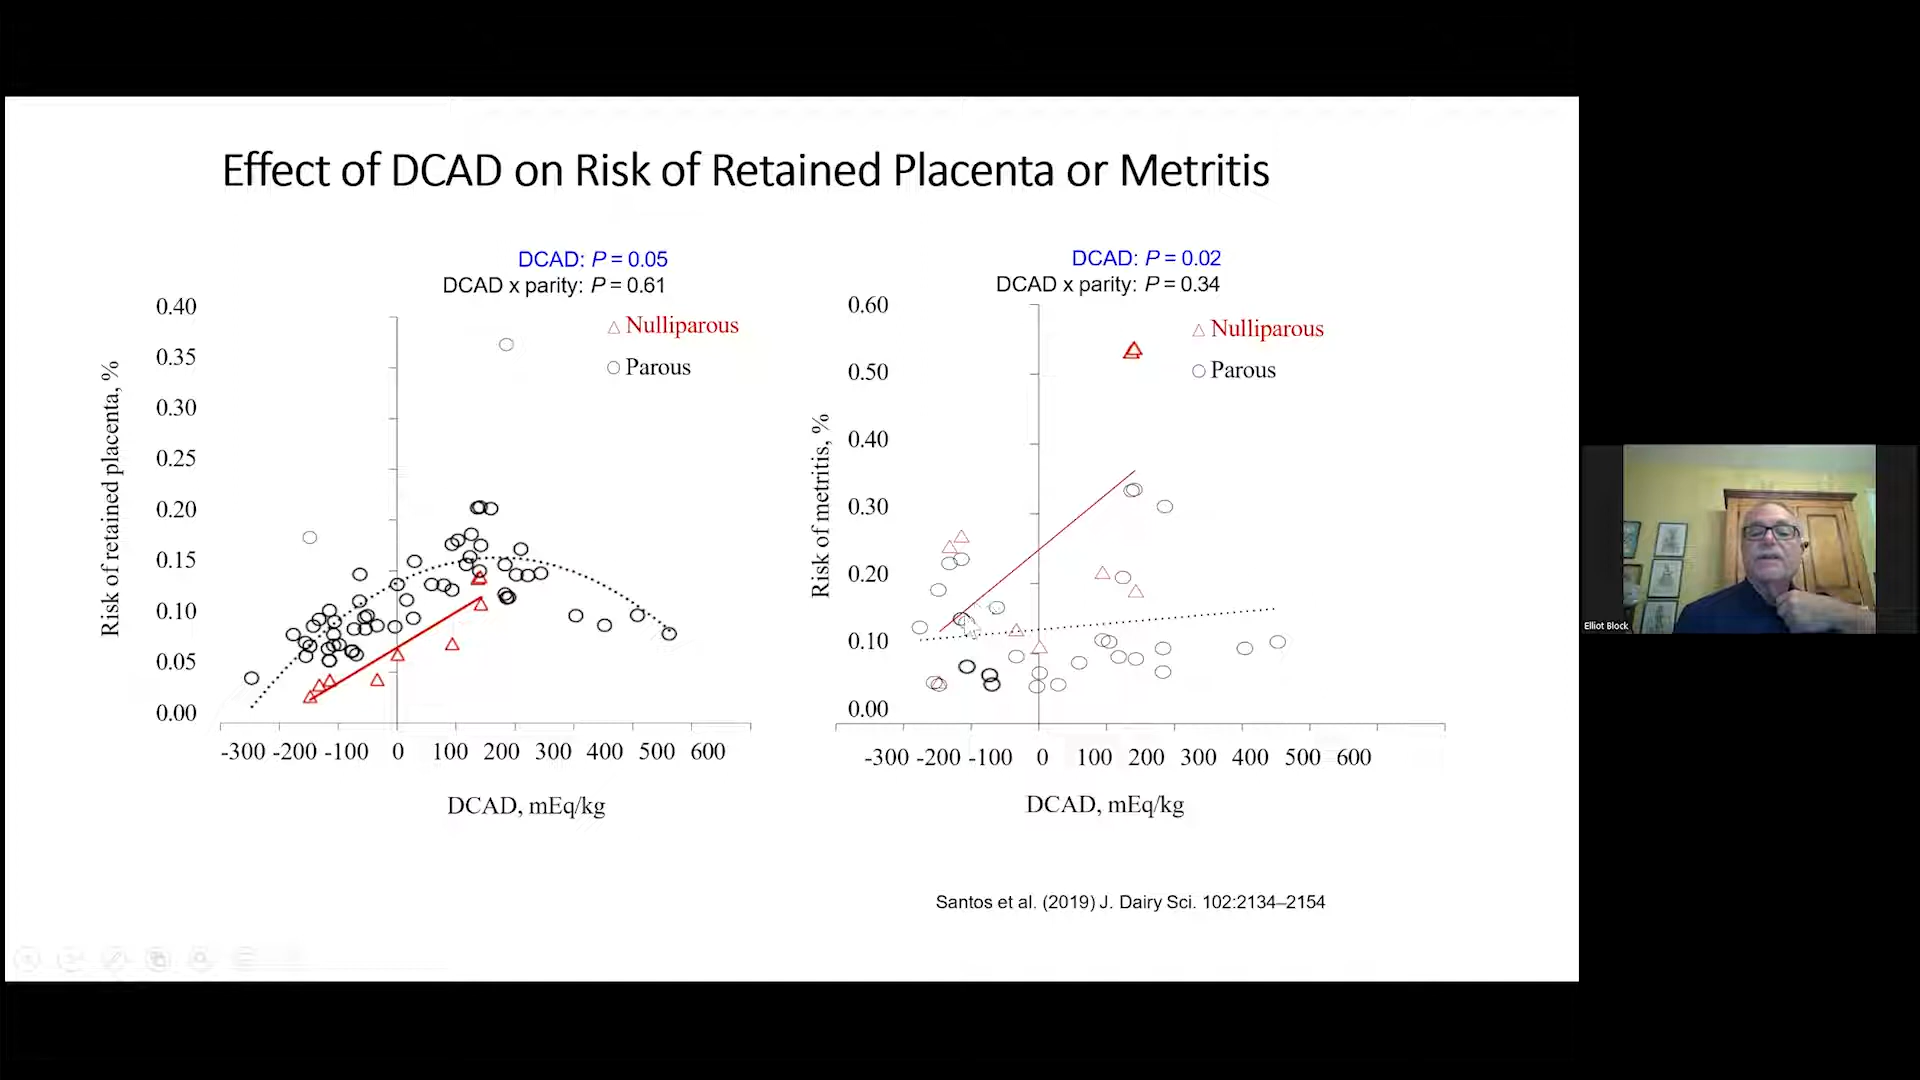 Effect of DCAD on Risk of Retained Placenta or Metritis
DCAD: P = 0.05
DCAD x parity: P = 0.61
0.40
0.35
0.30
0.25
0.20
0.15
0.10
0.05
0.00
Risk of retained placenta, %
Nulliparous
Parous
-300 -200 -100 0 100 200 300 400 500 600
DCAD, mEq/kg
DCAD: P = 0.02
DCAD x parity: P = 0.34
0.60
0.50
0.40
0.30
0.20
0.10
0.00
Risk of metritis, %
Nulliparous
Parous
-300 -200 -100 0 100 200 300 400 500 600
DCAD, mEq/kg
Santos et al. (2019) J. Dairy Sci. 102:2134–2154
Elliot Block